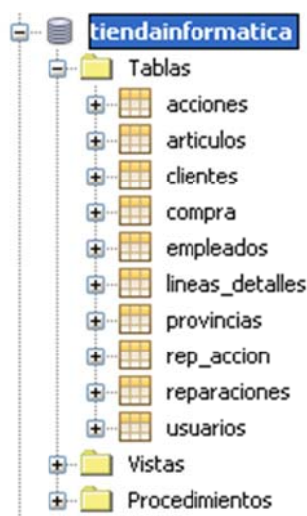 tiendainformatica
Tablas
acciones
articulos
clientes
compra
empleados
lineas_detalles
provincias
rep_accion
reparaciones
usuarios
Vistas
Procedimientos